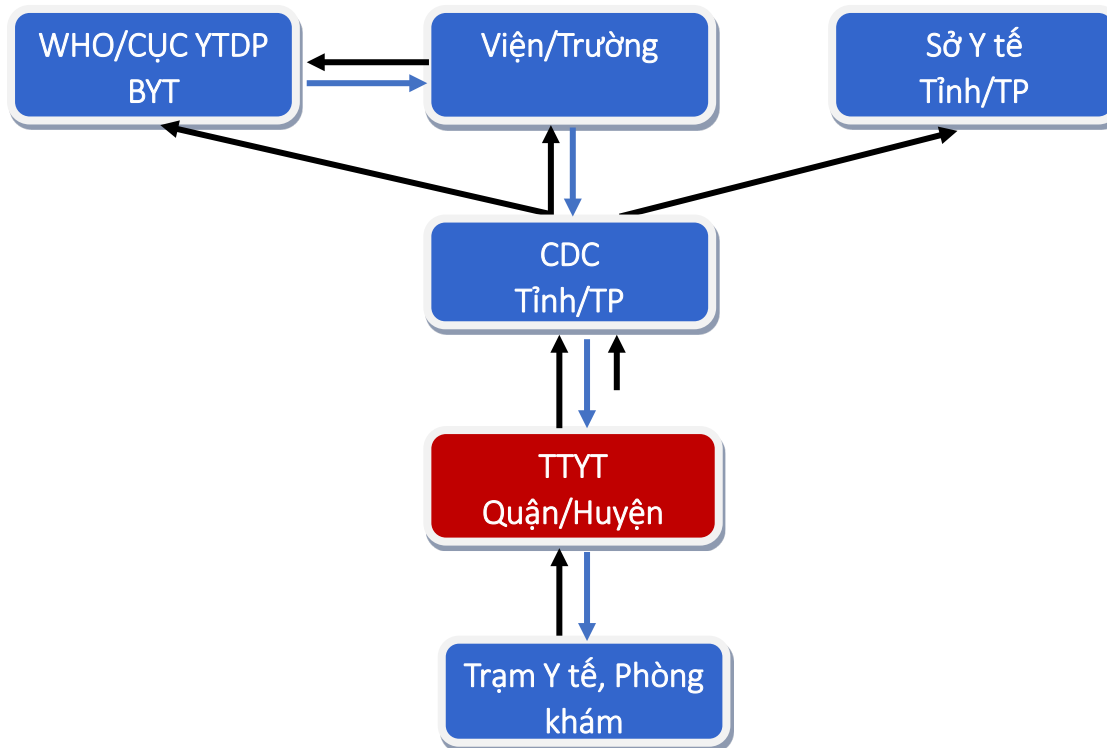 WHO/CỤC YTDP
BYT
Viện/Trường
Sở Y tế
Tỉnh/TP
CDC
Tỉnh/TP
TTYT
Quận/Huyện
Trạm Y tế, Phòng
khám